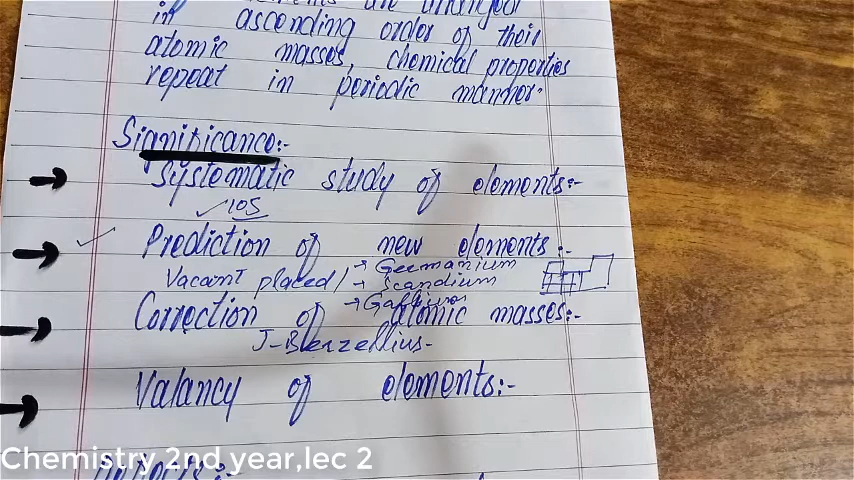 in ascending order of their
atomic masses, chemical properties
repeat in periodic manner.
Significance:-
Systematic study of elements:-
105
Prediction of new elements:-
→ Germanium
Vacant placed / → Scandium
→ Gallium
Correction of atomic masses:-
J-Berzellius-
Valancy of elements:-
Chemistry 2nd year,lec 2